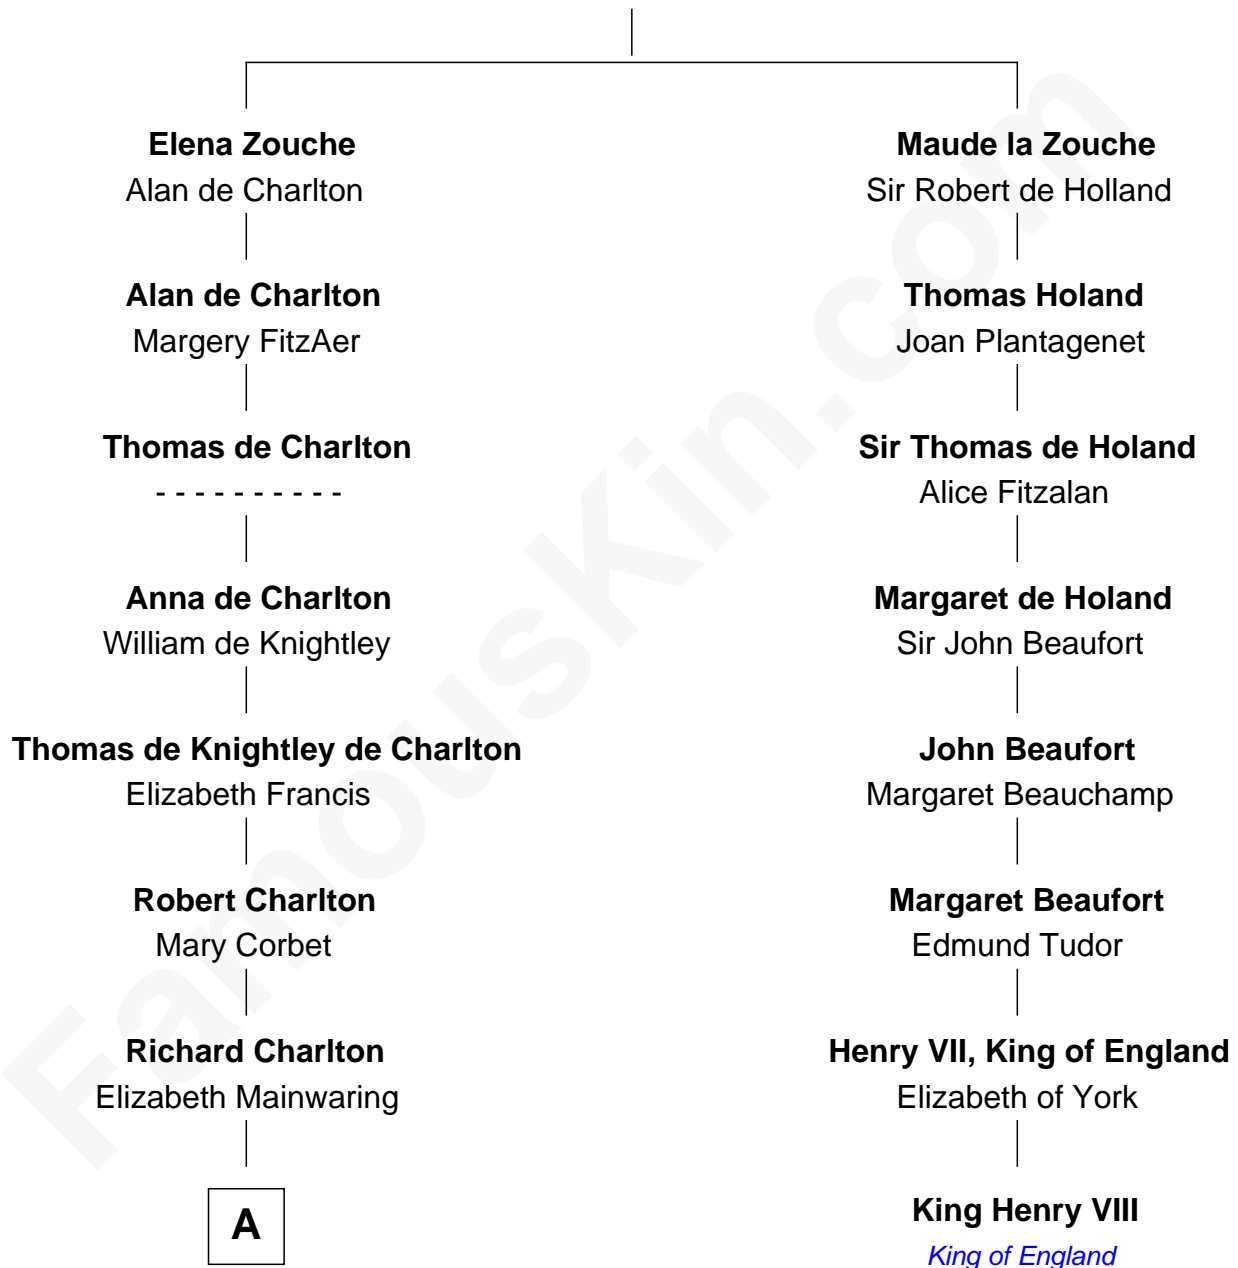 Elena Zouche
Alan de Charlton
Alan de Charlton
Margery FitzAer
Thomas de Charlton
- - - - - - - - - -
Anna de Charlton
William de Knightley
Thomas de Knightley de Charlton
Elizabeth Francis
Robert Charlton
Mary Corbet
Richard Charlton
Elizabeth Mainwaring
A
Maude la Zouche
Sir Robert de Holland
Thomas Holand
Joan Plantagenet
Sir Thomas de Holand
Alice Fitzalan
Margaret de Holand
Sir John Beaufort
John Beaufort
Margaret Beauchamp
Margaret Beaufort
Edmund Tudor
Henry VII, King of England
Elizabeth of York
King Henry VIII
King of England
FamousKin.com